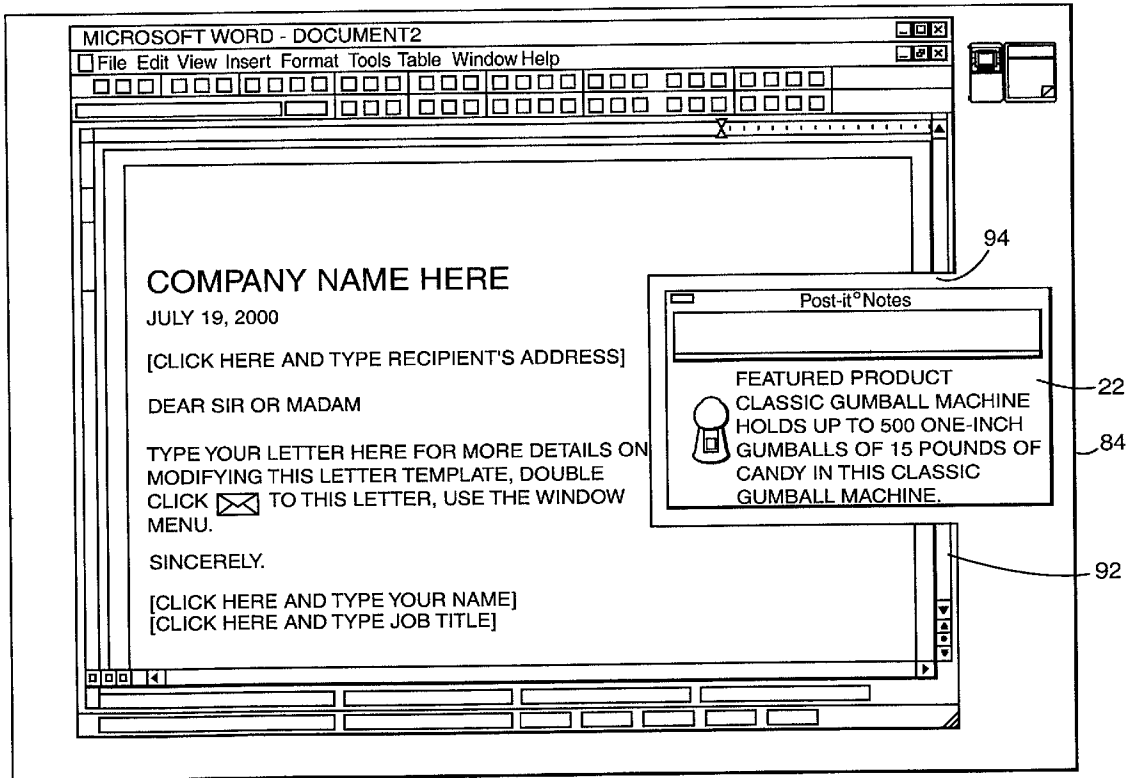 MICROSOFT WORD - DOCUMENT2
File Edit View Insert Format Tools Table Window Help
COMPANY NAME HERE
JULY 19, 2000
[CLICK HERE AND TYPE RECIPIENT'S ADDRESS]
DEAR SIR OR MADAM
TYPE YOUR LETTER HERE FOR MORE DETAILS ON
MODIFYING THIS LETTER TEMPLATE, DOUBLE
CLICK TO THIS LETTER, USE THE WINDOW
MENU.
SINCERELY.
[CLICK HERE AND TYPE YOUR NAME]
[CLICK HERE AND TYPE JOB TITLE]
94
Post-it° Notes
FEATURED PRODUCT
CLASSIC GUMBALL MACHINE
HOLDS UP TO 500 ONE-INCH
GUMBALLS OF 15 POUNDS OF
CANDY IN THIS CLASSIC
GUMBALL MACHINE.
22
84
92